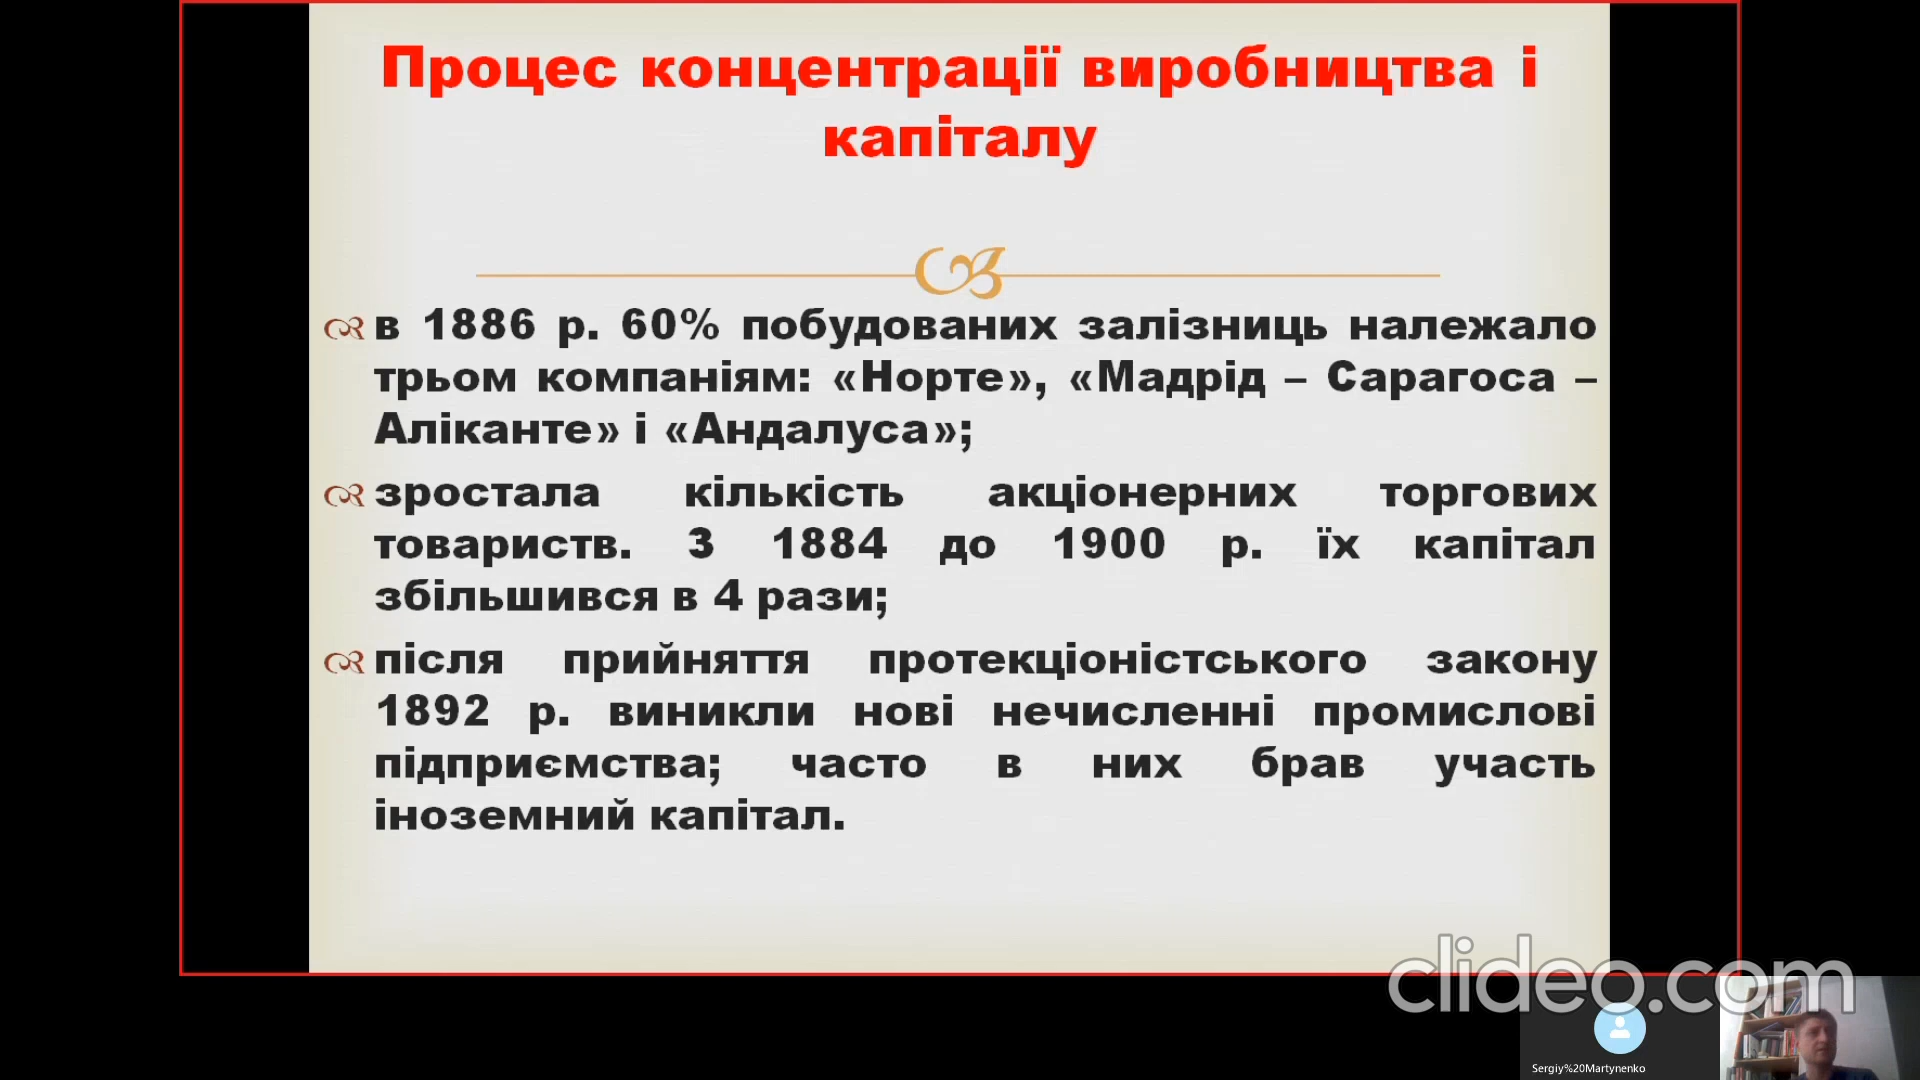 Процес концентрації виробництва і
капіталу
в 1886 р. 60% побудованих залізниць належало
трьом компаніям: «Норте», «Мадрід – Сарагоса –
Аліканте» і «Андалуса»;
зростала кількість акціонерних торгових
товариств. З 1884 до 1900 р. їх капітал
збільшився в 4 рази;
після прийняття протекціоністського закону
1892 р. виникли нові нечисленні промислові
підприємства; часто в них брав участь
іноземний капітал.
clideo.com
Sergiy%20Martynenko